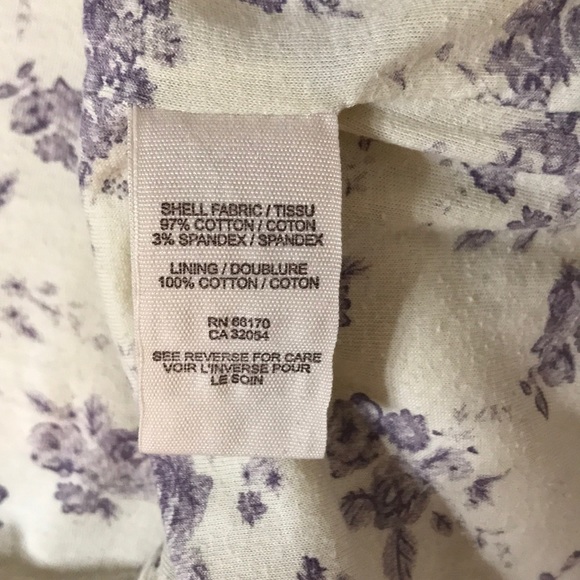 SHELL FABRIC / TISSU
97% COTTON / COTON
3% SPANDEX / SPANDEX
LINING / DOUBLURE
100% COTTON / COTON
RN 66170
CA 32054
SEE REVERSE FOR CARE
VOIR L'INVERSE POUR
LE SOIN